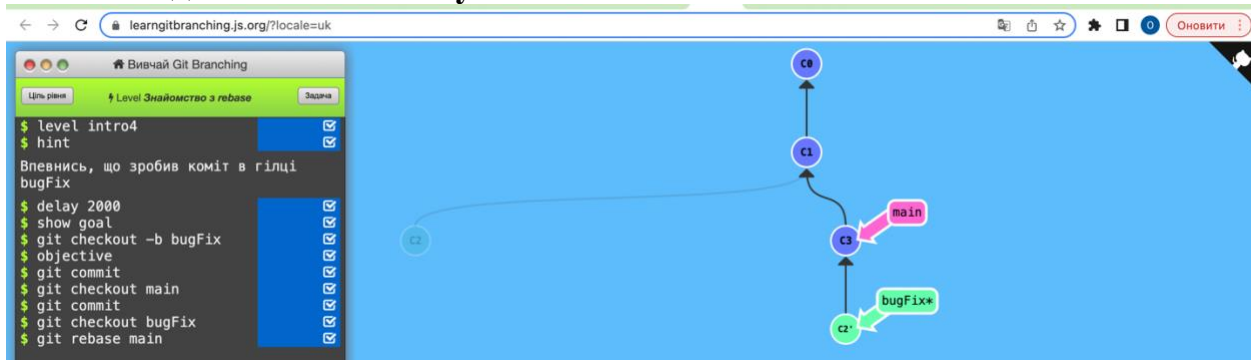 learngitbranching.js.org/?locale=uk
Оновити
Вивчай Git Branching
Ціль рівня
Level Знайомство з rebase
Задача
$ level intro4
$ hint
Впевнись, що зробив коміт в гілці
bugFix
$ delay 2000
$ show goal
$ git checkout -b bugFix
$ objective
$ git commit
$ git checkout main
$ git commit
$ git checkout bugFix
$ git rebase main
C0
C1
C2
main
C3
bugFix*
C2'